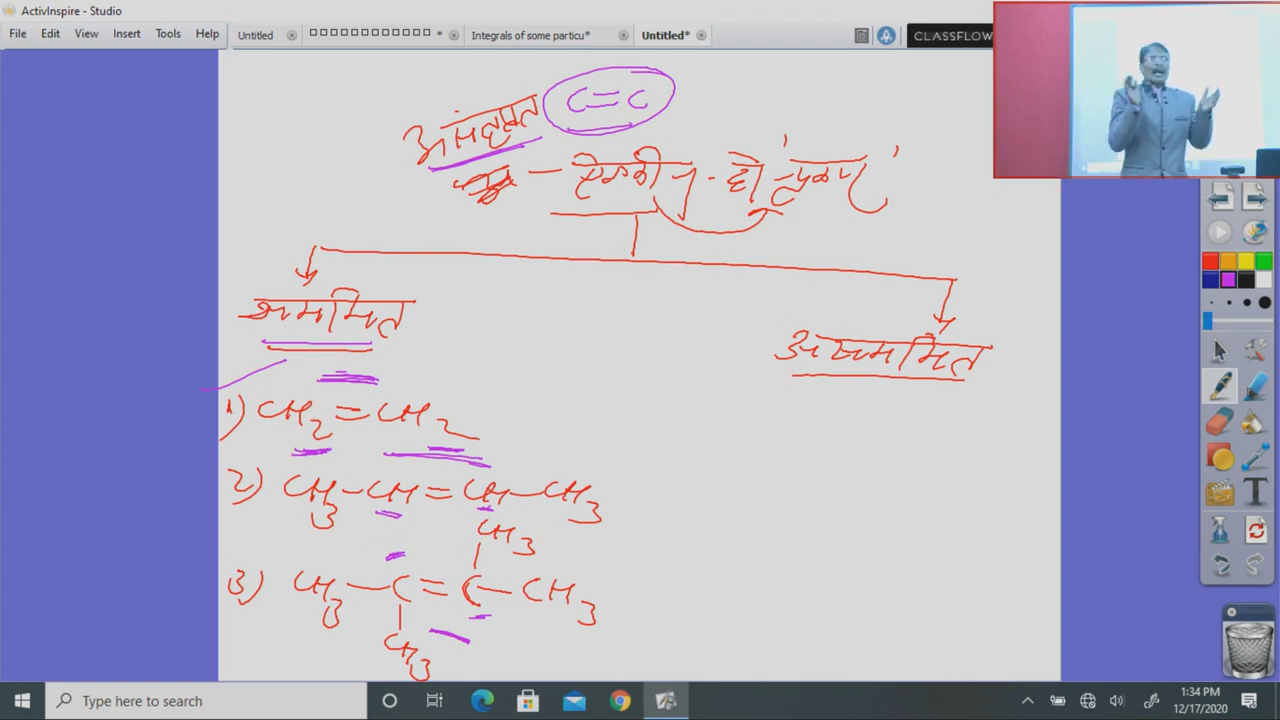 ActivInspire - Studio
File Edit View Insert Tools Help Untitled * Integrals of some particu* Untitled* CLASSFLOW
असंतृप्त C=C
दो
सममित
असममित
1) CH2=CH2
2) CH3-CH=CH-CH3
CH3
3) CH3-C=C-CH3
CH3
Type here to search
1:34 PM
12/17/2020